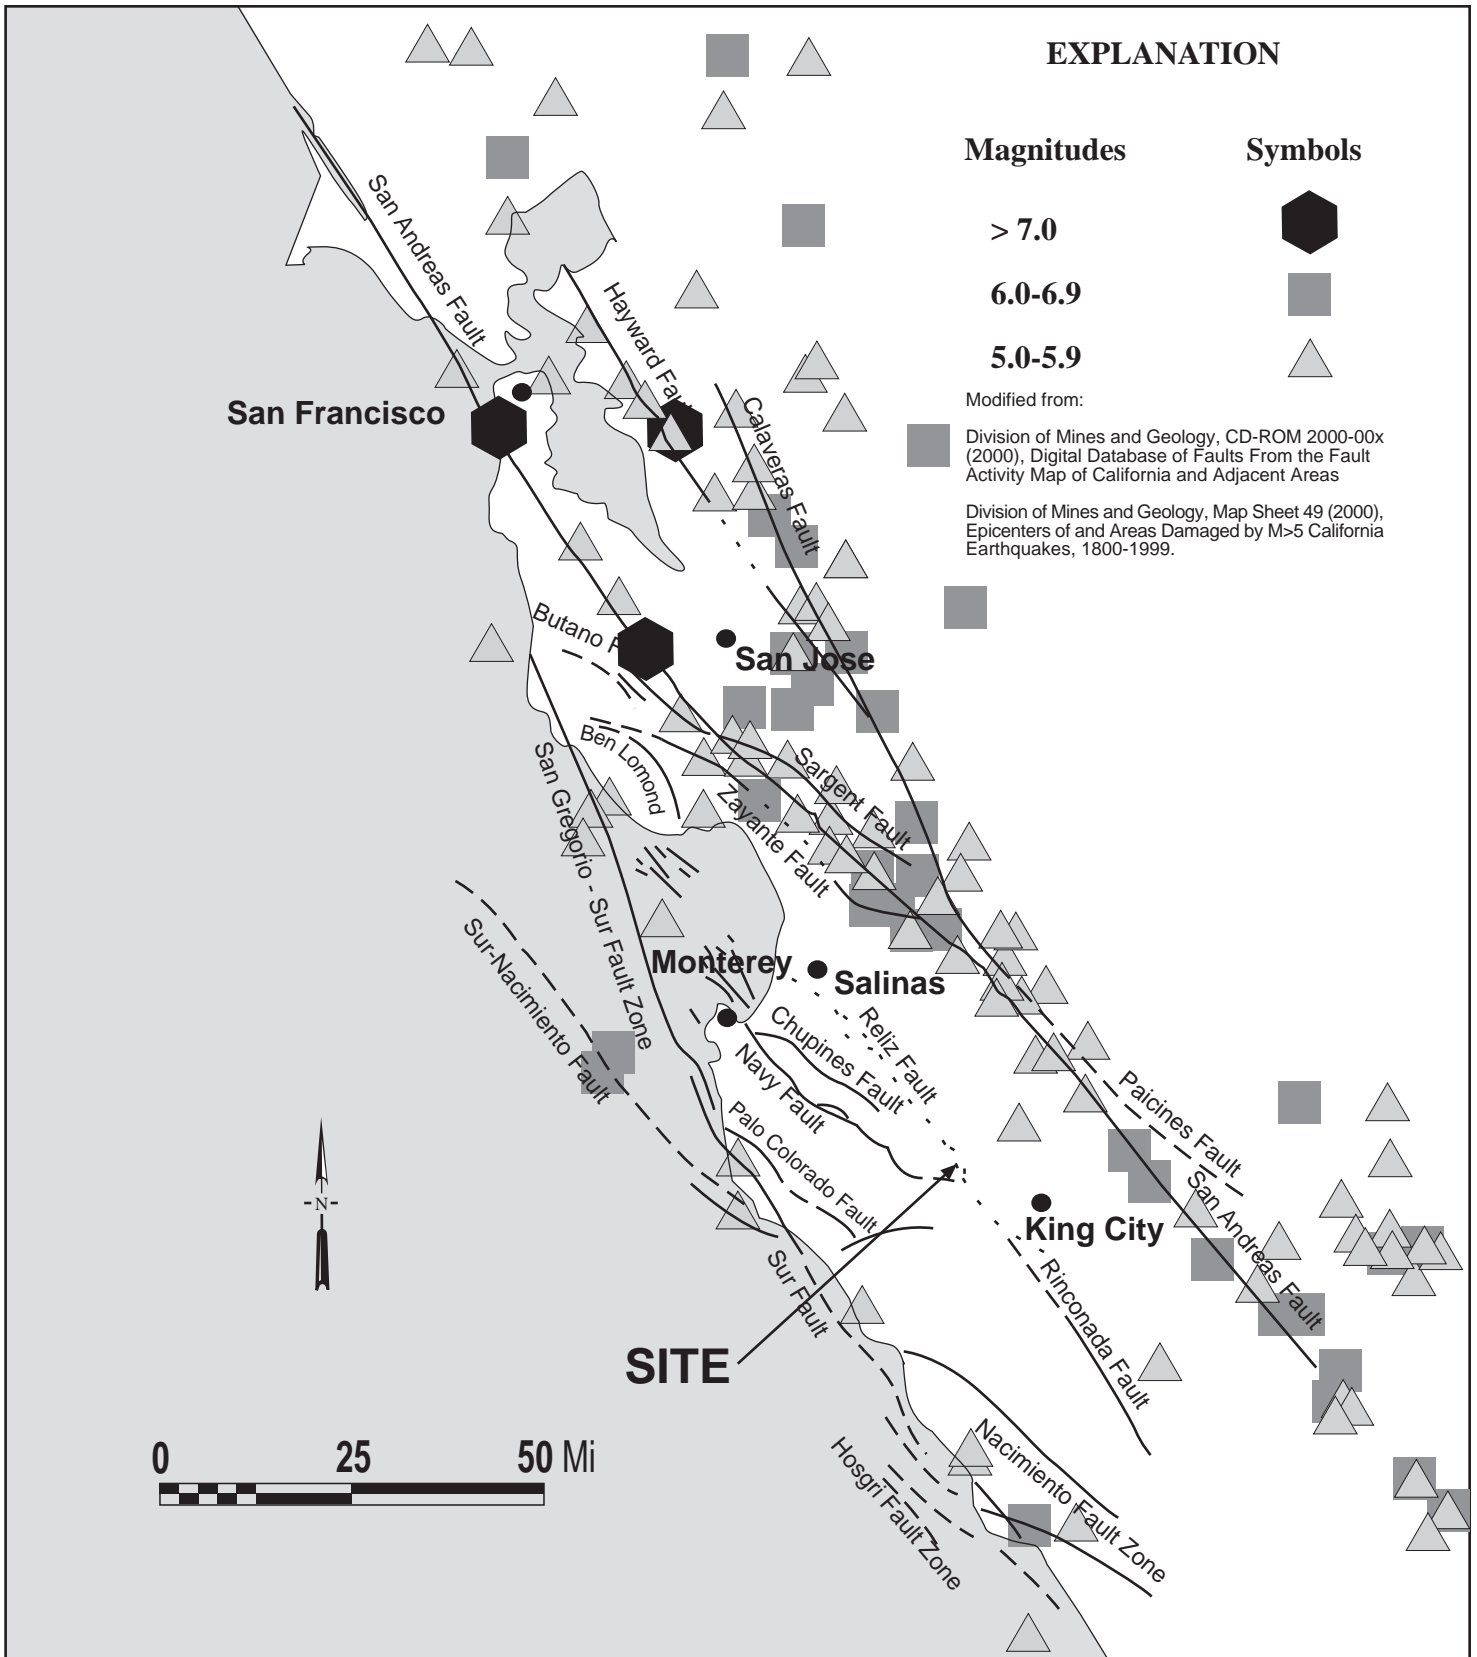 EXPLANATION
Magnitudes Symbols
> 7.0
6.0-6.9
5.0-5.9
Modified from:
Division of Mines and Geology, CD-ROM 2000-00x
(2000), Digital Database of Faults From the Fault
Activity Map of California and Adjacent Areas
Division of Mines and Geology, Map Sheet 49 (2000),
Epicenters of and Areas Damaged by M>5 California
Earthquakes, 1800-1999.
San Andreas Fault
Hayward Fault
Calaveras Fault
San Francisco
Butano F
San Jose
Ben Lomond
San Gregorio - Sur Fault Zone
Sargent Fault
Zayante Fault
Sur-Nacimiento Fault
Monterey
Salinas
Reliz Fault
Chupines Fault
Navy Fault
Palo Colorado Fault
Paicines Fault
San Andreas Fault
King City
N
Sur Fault
Rinconada Fault
SITE
Nacimiento Fault Zone
Hosgri Fault Zone
0 25 50 Mi